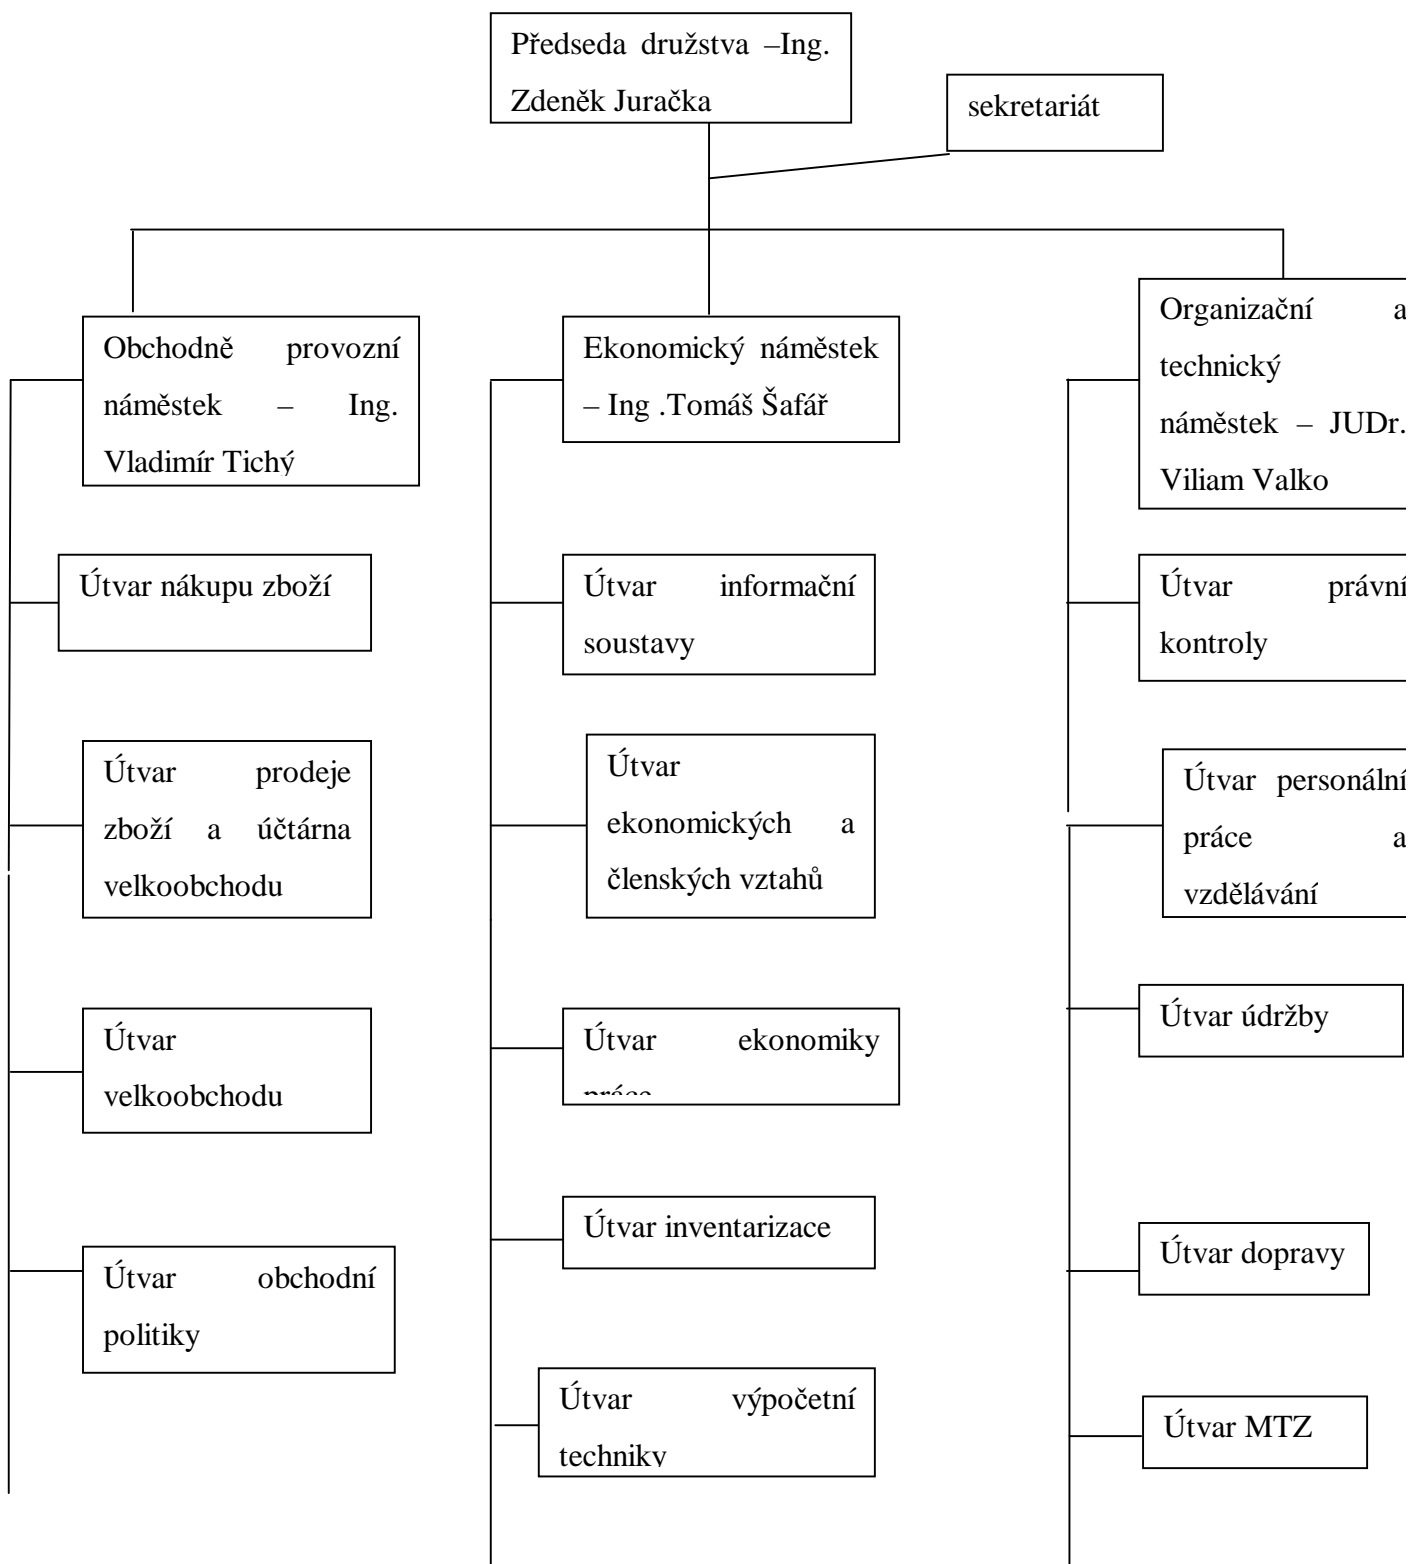 Předseda družstva –Ing.
Zdeněk Juračka
sekretariát
Obchodně provozní
náměstek – Ing.
Vladimír Tichý
Ekonomický náměstek
– Ing .Tomáš Šafář
Organizační a
technický
náměstek – JUDr.
Viliam Valko
Útvar nákupu zboží
Útvar informační
soustavy
Útvar právní
kontroly
Útvar prodeje
zboží a účtárna
velkoobchodu
Útvar
ekonomických a
členských vztahů
Útvar personální
práce a
vzdělávání
Útvar
velkoobchodu
Útvar ekonomiky
práce
Útvar údržby
Útvar obchodní
politiky
Útvar inventarizace
Útvar dopravy
Útvar výpočetní
techniky
Útvar MTZ